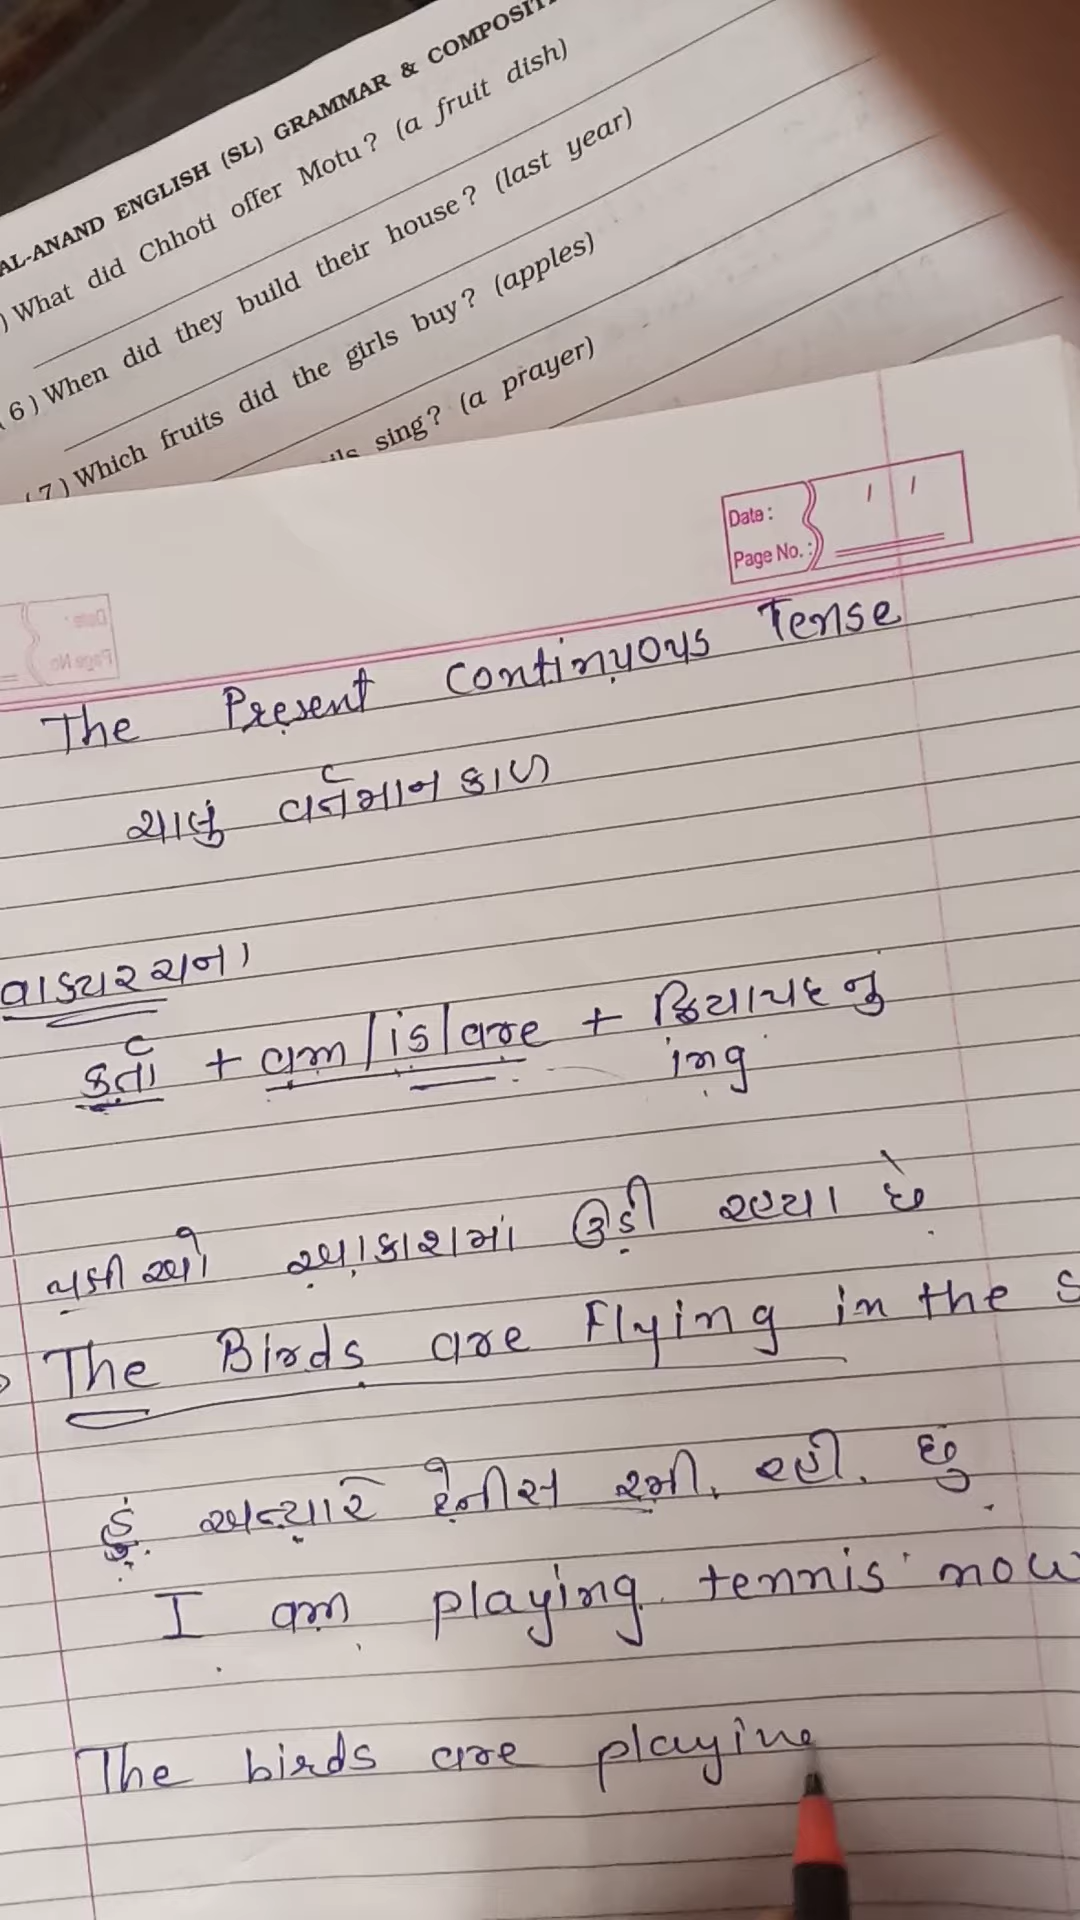 AL-ANAND ENGLISH (SL) GRAMMAR & COMPOSIT
) What did Chhoti offer Motu? (a fruit dish)
(6) When did they build their house? (last year)
(7) Which fruits did the girls buy? (apples)
sing? (a prayer)
Date :
Page No. :
The Present Continuous Tense
ચાલું વર્તમાન કાળ
વાક્યરચના
કર્તા + am / is / are + ક્રિયાપદ નું
ing
પક્ષીઓ આકાશમાં ઉડી રહ્યા છે
The Birds are Flying in the S
હું અત્યારે ટેનીસ રમી રહી છું
I am playing tennis now
The birds are playing